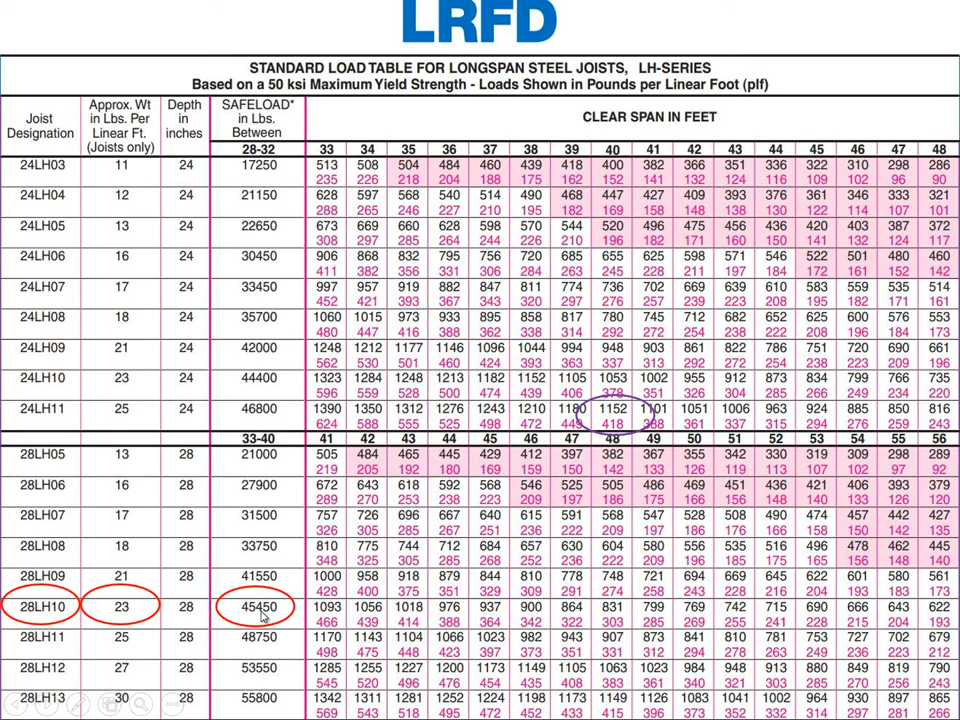 LRFD
STANDARD LOAD TABLE FOR LONGSPAN STEEL JOISTS, LH-SERIES
Based on a 50 ksi Maximum Yield Strength - Loads Shown in Pounds per Linear Foot (plf)
Joist Designation
Approx. Wt in Lbs. Per Linear Ft. (Joists only)
Depth in inches
SAFELOAD* in Lbs. Between
CLEAR SPAN IN FEET
28-32 33 34 35 36 37 38 39 40 41 42 43 44 45 46 47 48
24LH03 11 24 17250 513 508 504 484 460 439 418 400 382 366 351 336 322 310 298 286
235 226 218 204 188 175 162 152 141 132 124 116 109 102 96 90
24LH04 12 24 21150 628 597 568 540 514 490 468 447 427 409 393 376 361 346 333 321
288 265 246 227 210 195 182 169 158 148 138 130 122 114 107 101
24LH05 13 24 22650 673 669 660 628 598 570 544 520 496 475 456 436 420 403 387 372
308 297 285 264 244 226 210 196 182 171 160 150 141 132 124 117
24LH06 16 24 30450 906 868 832 795 756 720 685 655 625 598 571 546 522 501 480 460
411 382 356 331 306 284 263 245 228 211 197 184 172 161 152 142
24LH07 17 24 33450 997 957 919 882 847 811 774 736 702 669 639 610 583 559 535 514
452 421 393 367 343 320 297 276 257 239 223 208 195 182 171 161
24LH08 18 24 35700 1060 1015 973 933 895 858 817 780 745 712 682 652 625 600 576 553
480 447 416 388 362 338 314 292 272 254 238 222 208 196 184 173
24LH09 21 24 42000 1248 1212 1177 1146 1096 1044 994 948 903 861 822 786 751 720 690 661
562 530 501 460 424 393 363 337 313 292 272 254 238 223 209 196
24LH10 23 24 44400 1323 1284 1248 1213 1182 1152 1105 1053 1002 955 912 873 834 799 766 735
596 559 528 500 474 439 406 378 351 326 304 285 266 249 234 220
24LH11 25 24 46800 1390 1350 1312 1276 1243 1210 1180 1152 1101 1051 1006 963 924 885 850 816
624 588 555 525 498 472 449 418 388 361 337 315 294 276 259 243
33-40 41 42 43 44 45 46 47 48 49 50 51 52 53 54 55 56
28LH05 13 28 21000 505 484 465 445 429 412 397 382 367 355 342 330 319 309 298 289
219 205 192 180 169 159 150 142 133 126 119 113 107 102 97 92
28LH06 16 28 27900 672 643 618 592 568 546 525 505 486 469 451 436 421 406 393 379
289 270 253 238 223 209 197 186 175 166 156 148 140 133 126 120
28LH07 17 28 31500 757 726 696 667 640 615 591 568 547 528 508 490 474 457 442 427
326 305 285 267 251 236 222 209 197 186 176 166 158 150 142 135
28LH08 18 28 33750 810 775 744 712 684 657 630 604 580 556 535 516 496 478 462 445
348 325 305 285 268 252 236 222 209 196 185 175 165 156 148 140
28LH09 21 28 41550 1000 958 918 879 844 810 778 748 721 694 669 645 622 601 580 561
428 400 375 351 329 309 291 274 258 243 228 216 204 193 183 173
28LH10 23 28 45450 1093 1056 1018 976 937 900 864 831 799 769 742 715 690 666 643 622
466 439 414 388 364 342 322 303 285 269 255 241 228 215 204 193
28LH11 25 28 48750 1170 1143 1104 1066 1023 982 943 907 873 841 810 781 753 727 702 679
498 475 448 423 397 373 351 331 312 294 278 263 249 236 223 212
28LH12 27 28 53550 1285 1255 1227 1200 1173 1149 1105 1063 1023 984 948 913 880 849 819 790
545 520 496 476 454 435 408 383 361 340 321 303 285 270 256 243
28LH13 30 28 55800 1342 1311 1281 1252 1224 1198 1173 1149 1126 1083 1041 1002 964 930 897 865
569 543 518 495 472 452 433 415 396 373 352 332 314 297 281 266